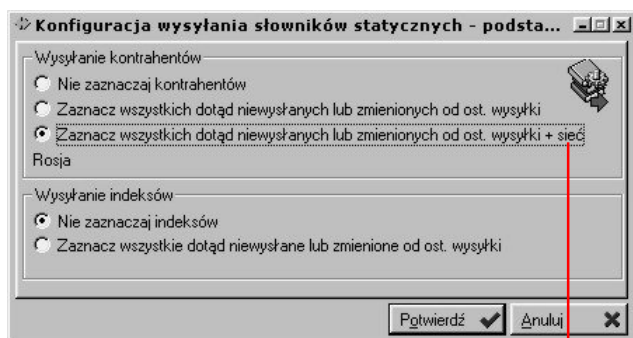 Konfiguracja wysyłania słowników statycznych - podsta...
Wysyłanie kontrahentów
Nie zaznaczaj kontrahentów
Zaznacz wszystkich dotąd niewysłanych lub zmienionych od ost. wysyłki
Zaznacz wszystkich dotąd niewysłanych lub zmienionych od ost. wysyłki + sieć
Rosja
Wysyłanie indeksów
Nie zaznaczaj indeksów
Zaznacz wszystkie dotąd niewysłane lub zmienione od ost. wysyłki
Potwierdź Anuluj